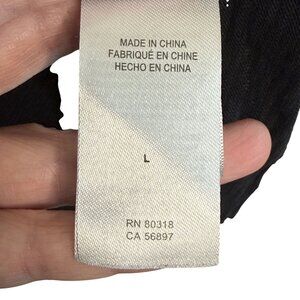 MADE IN CHINA
FABRIQUÉ EN CHINE
HECHO EN CHINA
L
RN 80318
CA 56897